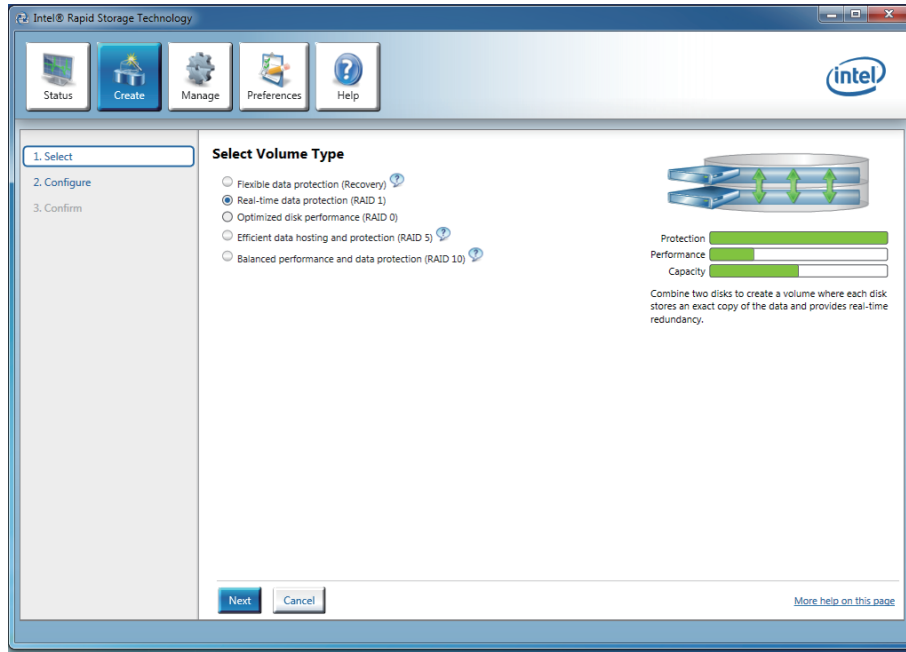 Intel® Rapid Storage Technology
Status
Create
Manage
Preferences
Help
intel
1. Select
2. Configure
3. Confirm
Select Volume Type
Flexible data protection (Recovery) ?
Real-time data protection (RAID 1)
Optimized disk performance (RAID 0)
Efficient data hosting and protection (RAID 5) ?
Balanced performance and data protection (RAID 10) ?
Protection
Performance
Capacity
Combine two disks to create a volume where each disk
stores an exact copy of the data and provides real-time
redundancy.
Next
Cancel
More help on this page